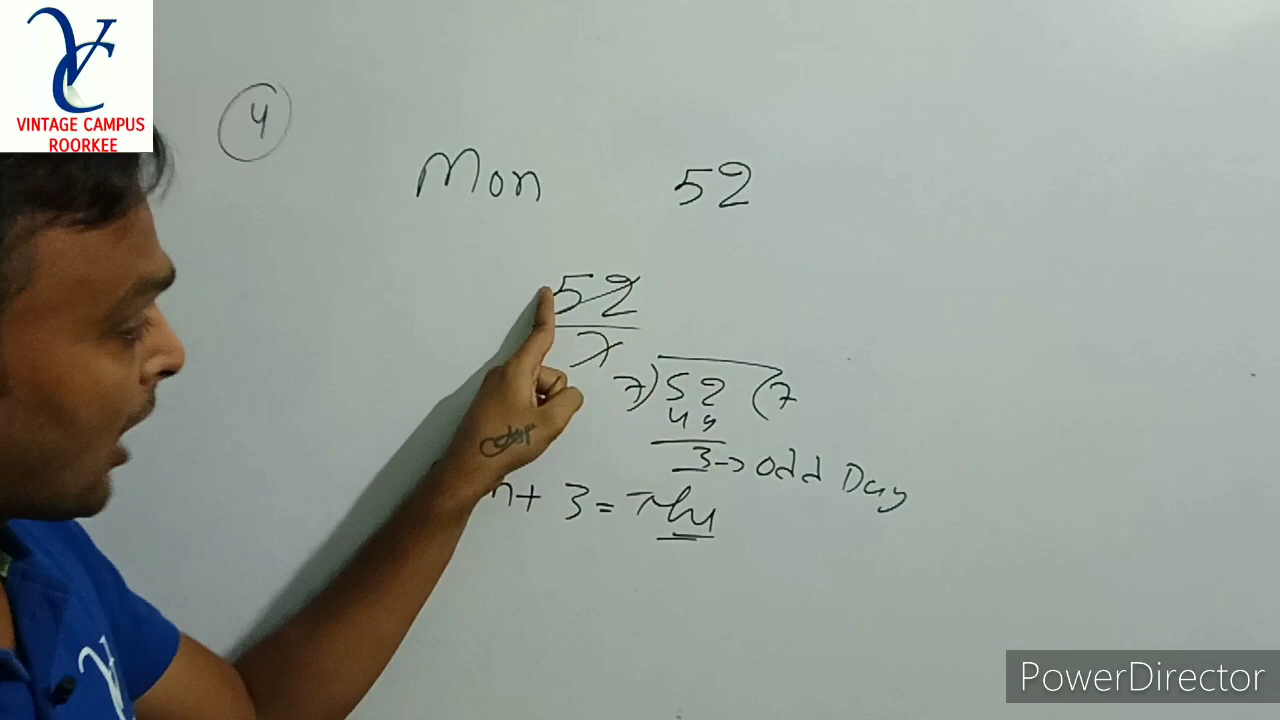 VINTAGE CAMPUS
ROORKEE
4
Mon 52
52
7
7)52(7
49
3→Odd Day
n+ 3=Thu
PowerDirector